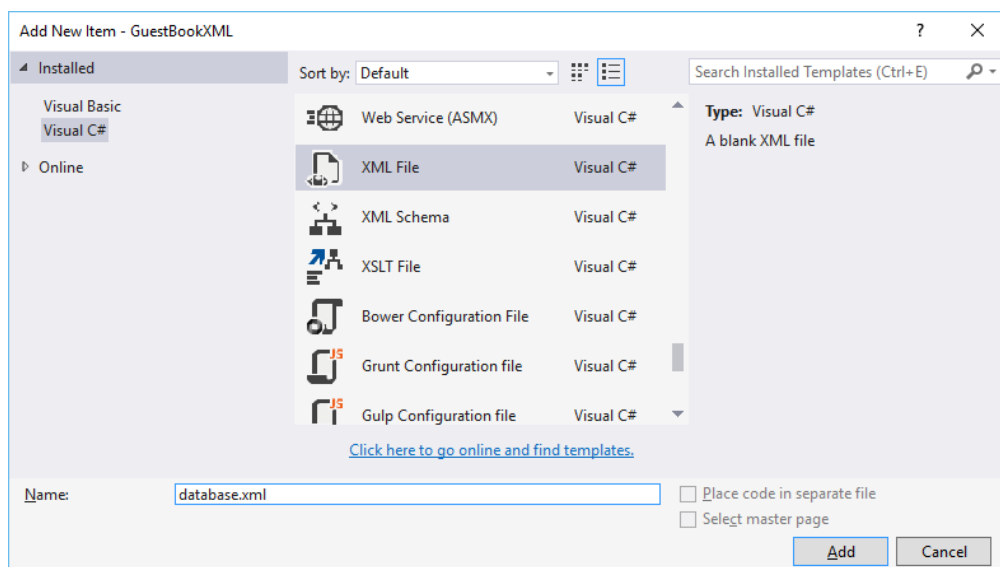 Add New Item - GuestBookXML
?
Installed
Visual Basic
Visual C#
Online
Sort by: Default
Web Service (ASMX) Visual C#
XML File Visual C#
XML Schema Visual C#
XSLT File Visual C#
Bower Configuration File Visual C#
JS
Grunt Configuration file Visual C#
JS
Gulp Configuration file Visual C#
Click here to go online and find templates.
Search Installed Templates (Ctrl+E)
Type: Visual C#
A blank XML file
Name: database.xml
Place code in separate file
Select master page
Add Cancel